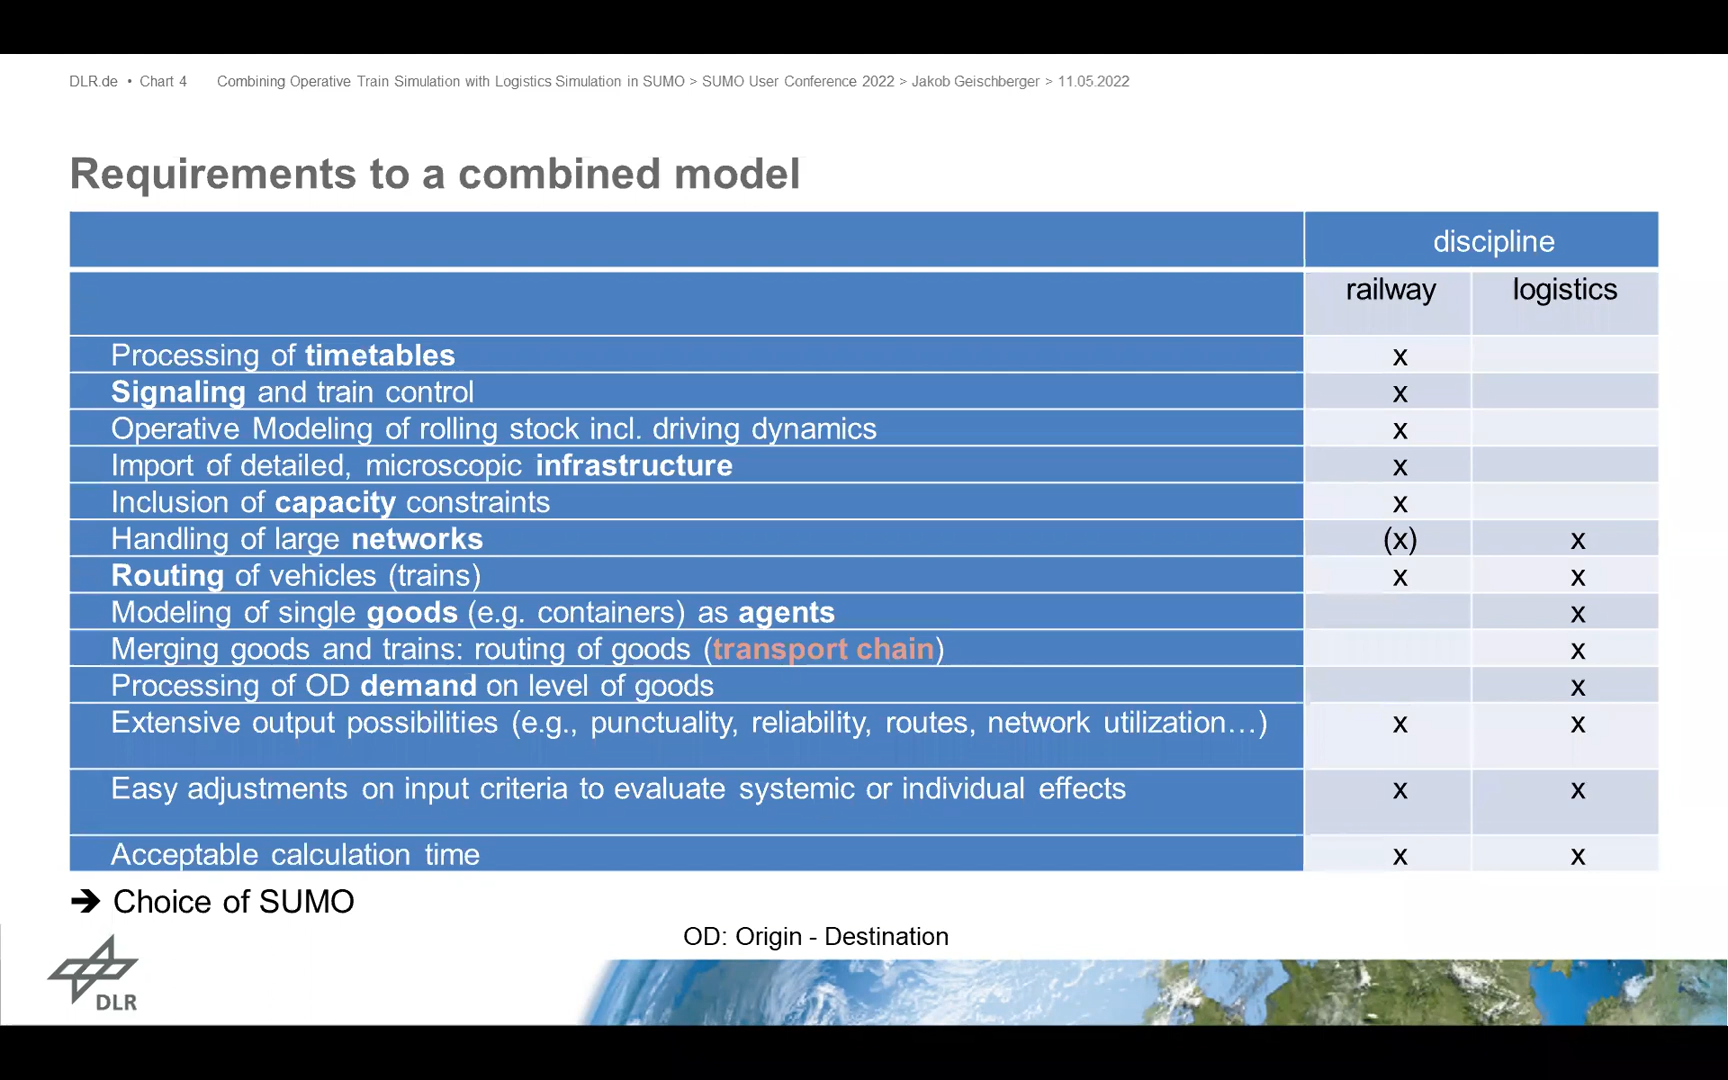 DLR.de • Chart 4 Combining Operative Train Simulation with Logistics Simulation in SUMO > SUMO User Conference 2022 > Jakob Geischberger > 11.05.2022
Requirements to a combined model
discipline
railway logistics
Processing of timetables x
Signaling and train control x
Operative Modeling of rolling stock incl. driving dynamics x
Import of detailed, microscopic infrastructure x
Inclusion of capacity constraints x
Handling of large networks (x) x
Routing of vehicles (trains) x x
Modeling of single goods (e.g. containers) as agents x
Merging goods and trains: routing of goods (transport chain) x
Processing of OD demand on level of goods x
Extensive output possibilities (e.g., punctuality, reliability, routes, network utilization…) x x
Easy adjustments on input criteria to evaluate systemic or individual effects x x
Acceptable calculation time x x
➔ Choice of SUMO
OD: Origin - Destination
DLR